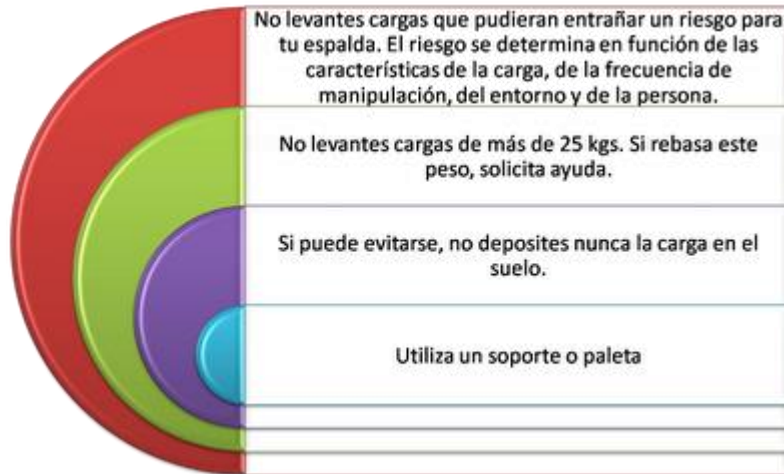 No levantes cargas que pudieran entrañar un riesgo para
tu espalda. El riesgo se determina en función de las
características de la carga, de la frecuencia de
manipulación, del entorno y de la persona.
No levantes cargas de más de 25 kgs. Si rebasa este
peso, solicita ayuda.
Si puede evitarse, no deposites nunca la carga en el
suelo.
Utiliza un soporte o paleta